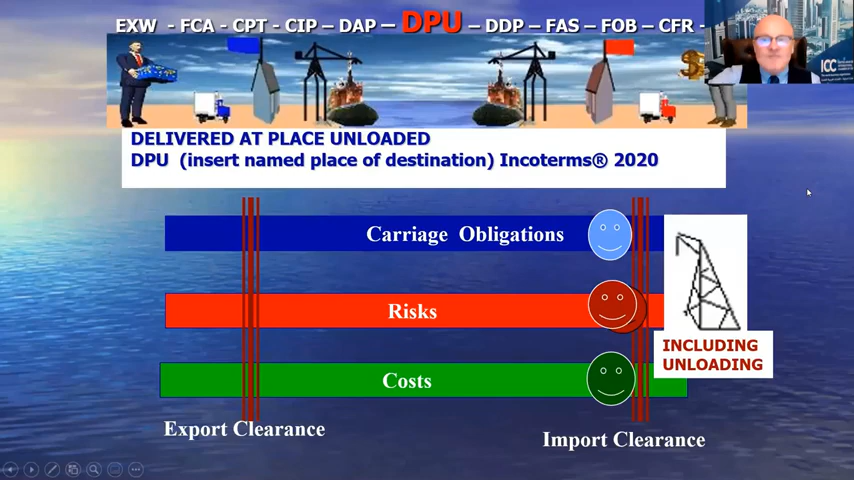 EXW - FCA - CPT - CIP – DAP – DPU – DDP – FAS – FOB – CFR -
ICC
DELIVERED AT PLACE UNLOADED
DPU (insert named place of destination) Incoterms® 2020
Carriage Obligations
Risks
INCLUDING
UNLOADING
Costs
Export Clearance
Import Clearance